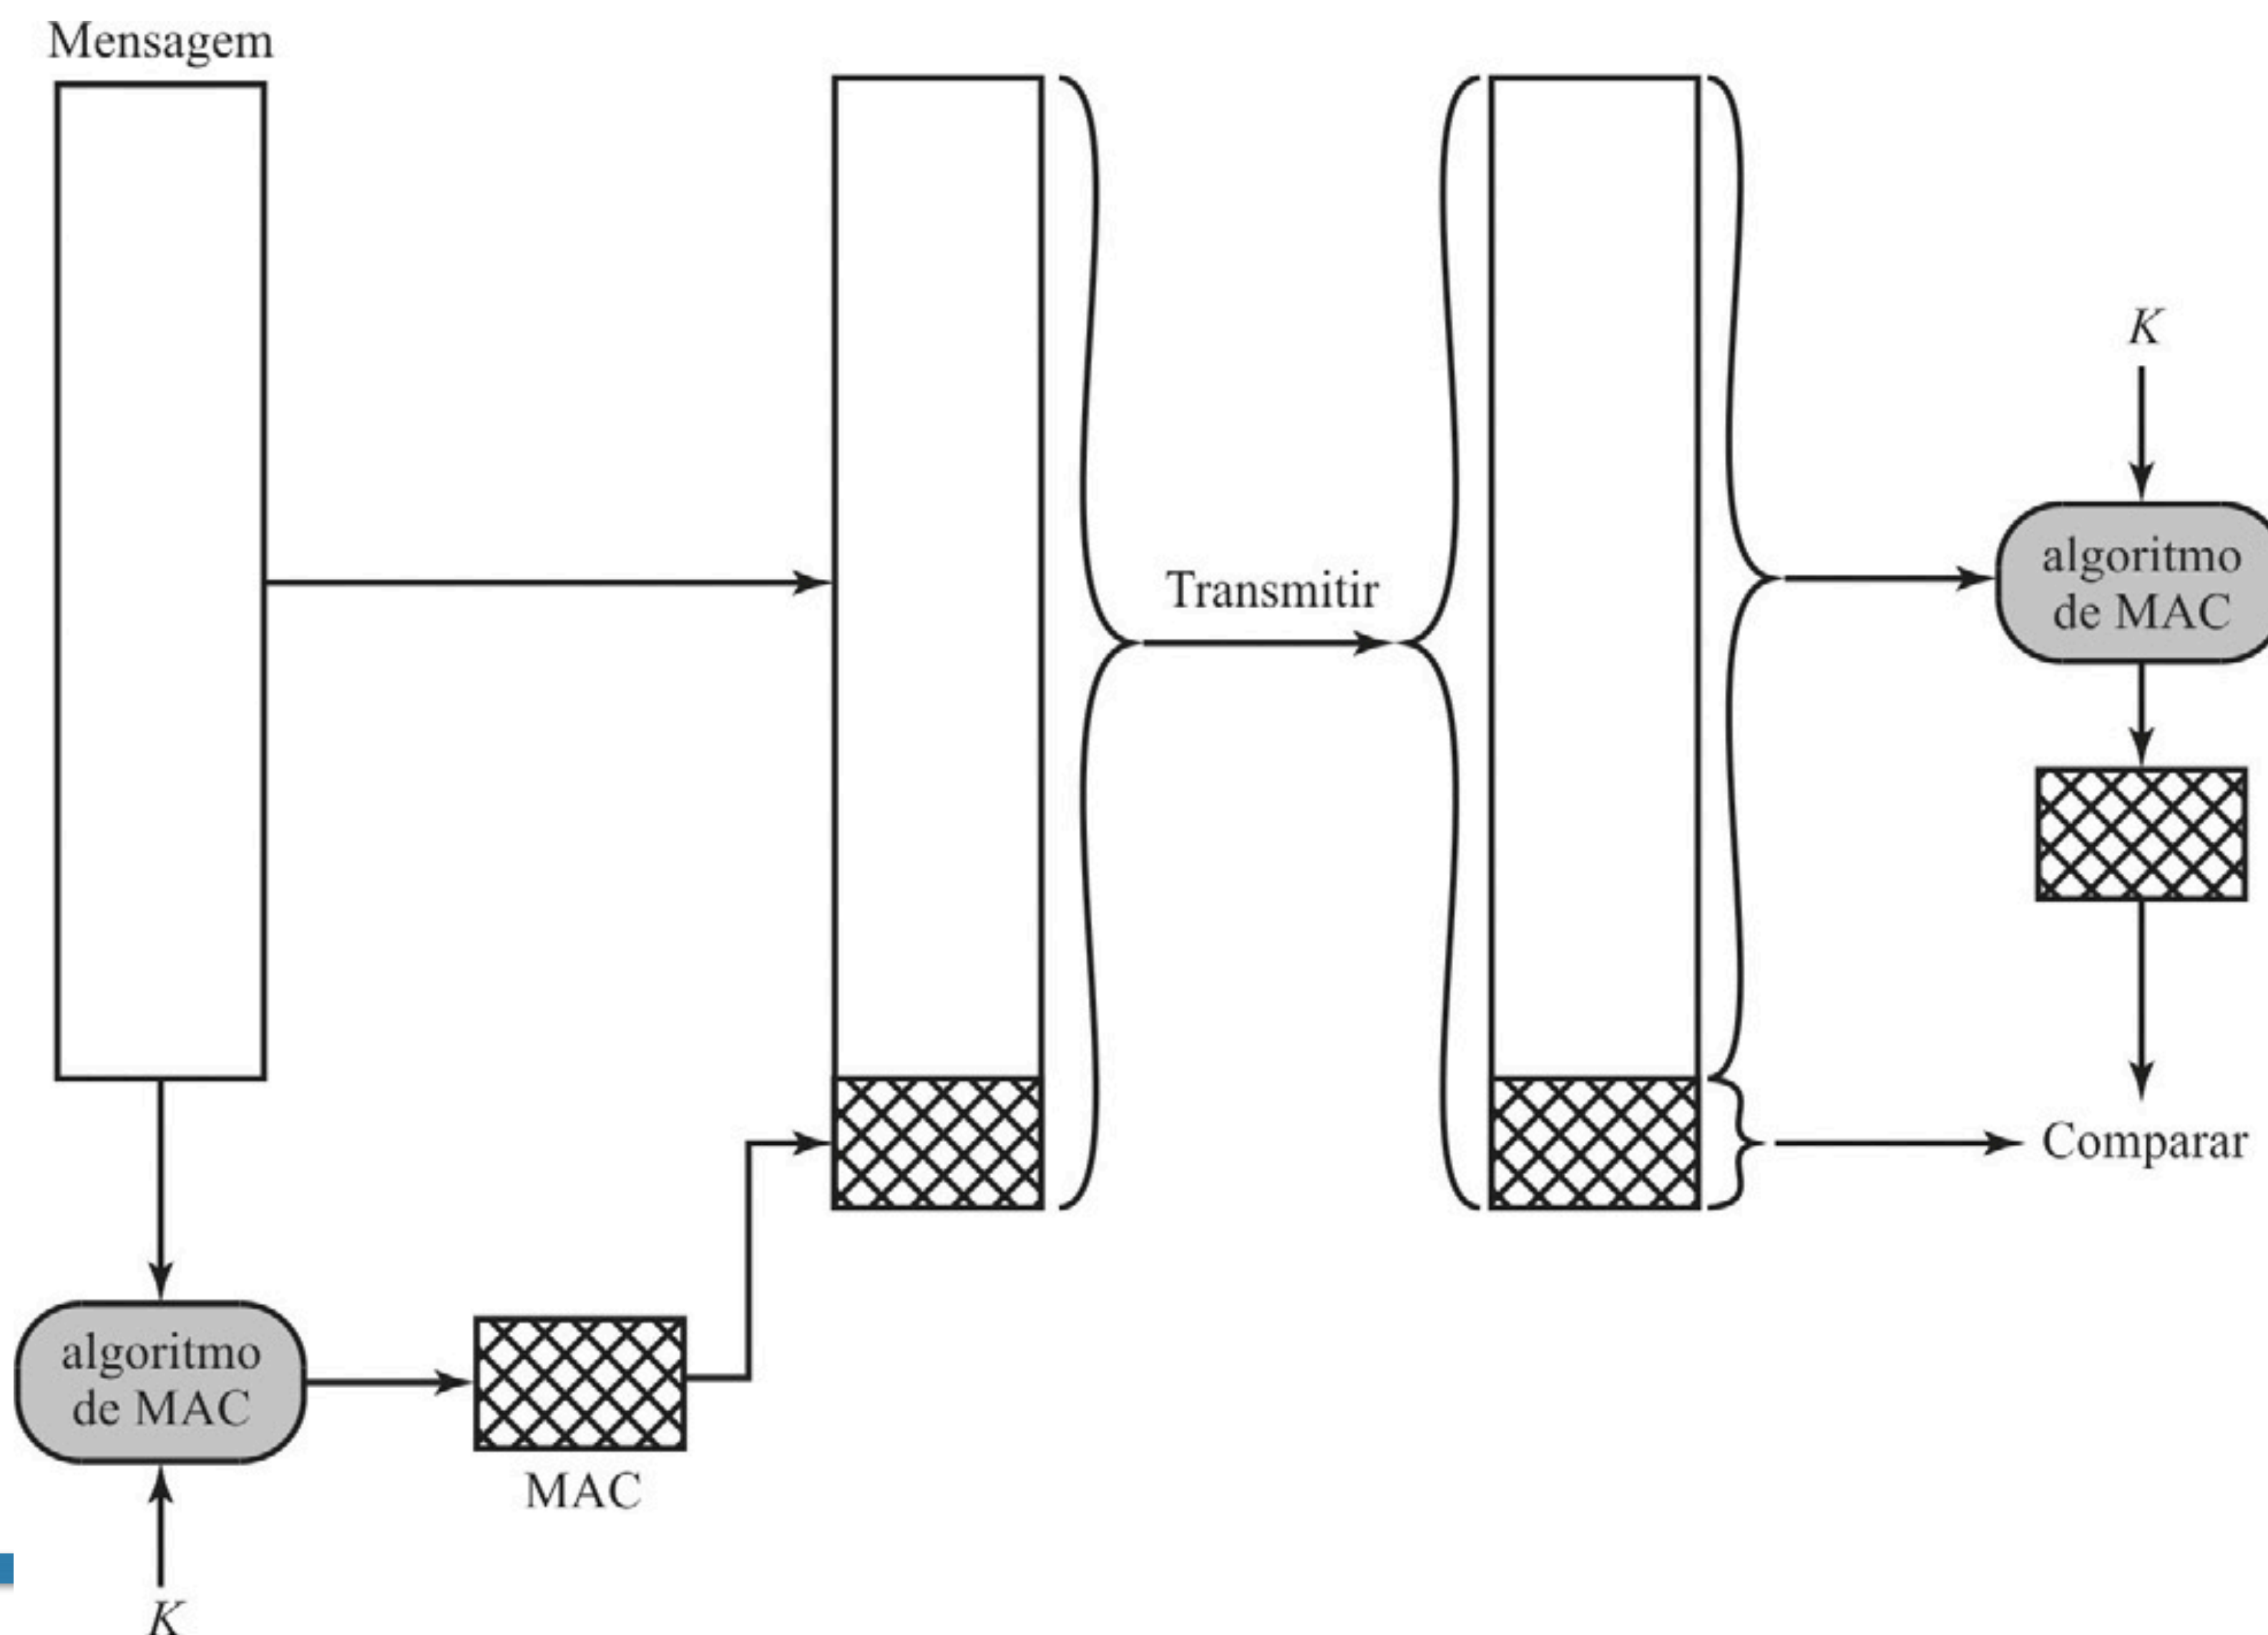 Mensagem
K
algoritmo
de MAC
Transmitir
Comparar
algoritmo
de MAC
MAC
K